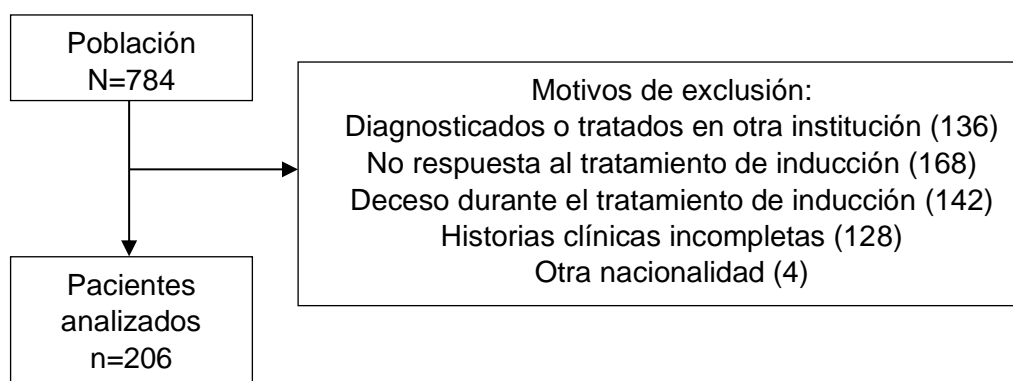 Población
N=784
Motivos de exclusión:
Diagnosticados o tratados en otra institución (136)
No respuesta al tratamiento de inducción (168)
Deceso durante el tratamiento de inducción (142)
Historias clínicas incompletas (128)
Otra nacionalidad (4)
Pacientes
analizados
n=206